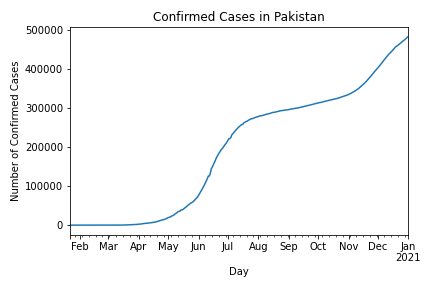 Confirmed Cases in Pakistan
500000
400000
300000
200000
100000
0
Number of Confirmed Cases
Feb Mar Apr May Jun Jul Aug Sep Oct Nov Dec Jan
2021
Day